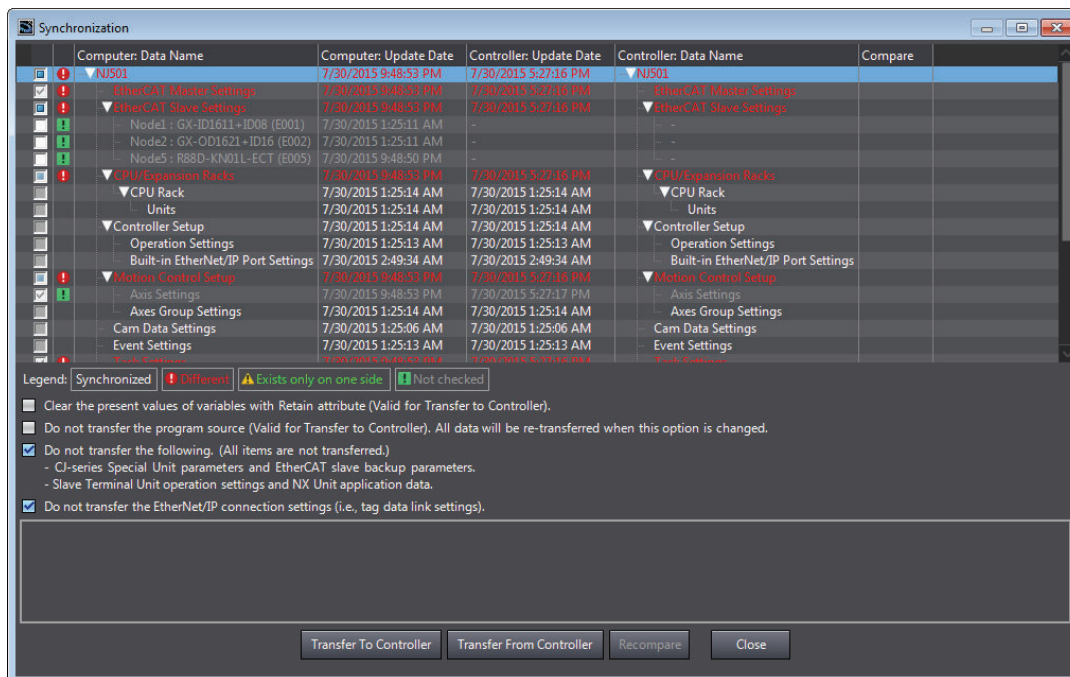 Synchronization
Computer: Data Name Computer: Update Date Controller: Update Date Controller: Data Name Compare
▼NJ501 7/30/2015 9:48:53 PM 7/30/2015 5:27:16 PM ▼NJ501
EtherCAT Master Settings 7/30/2015 9:48:53 PM 7/30/2015 5:27:16 PM EtherCAT Master Settings
▼EtherCAT Slave Settings 7/30/2015 9:48:53 PM 7/30/2015 5:27:16 PM ▼EtherCAT Slave Settings
Node1 : GX-ID1611+ID08 (E001) 7/30/2015 1:25:11 AM - -
Node2 : GX-OD1621+ID16 (E002) 7/30/2015 1:25:11 AM - -
Node5 : R88D-KN01L-ECT (E005) 7/30/2015 9:48:50 PM - -
▼CPU/Expansion Racks 7/30/2015 9:48:53 PM 7/30/2015 5:27:16 PM ▼CPU/Expansion Racks
▼CPU Rack 7/30/2015 1:25:14 AM 7/30/2015 1:25:14 AM ▼CPU Rack
Units 7/30/2015 1:25:14 AM 7/30/2015 1:25:14 AM Units
▼Controller Setup 7/30/2015 1:25:14 AM 7/30/2015 1:25:14 AM ▼Controller Setup
Operation Settings 7/30/2015 1:25:13 AM 7/30/2015 1:25:13 AM Operation Settings
Built-in EtherNet/IP Port Settings 7/30/2015 2:49:34 AM 7/30/2015 2:49:34 AM Built-in EtherNet/IP Port Settings
▼Motion Control Setup 7/30/2015 9:48:53 PM 7/30/2015 5:27:16 PM ▼Motion Control Setup
Axis Settings 7/30/2015 9:48:53 PM 7/30/2015 5:27:17 PM Axis Settings
Axes Group Settings 7/30/2015 1:25:14 AM 7/30/2015 1:25:14 AM Axes Group Settings
Cam Data Settings 7/30/2015 1:25:06 AM 7/30/2015 1:25:06 AM Cam Data Settings
Event Settings 7/30/2015 1:25:13 AM 7/30/2015 1:25:13 AM Event Settings
Legend: Synchronized Different Exists only on one side Not checked
Clear the present values of variables with Retain attribute (Valid for Transfer to Controller).
Do not transfer the program source (Valid for Transfer to Controller). All data will be re-transferred when this option is changed.
Do not transfer the following. (All items are not transferred.)
- CJ-series Special Unit parameters and EtherCAT slave backup parameters.
- Slave Terminal Unit operation settings and NX Unit application data.
Do not transfer the EtherNet/IP connection settings (i.e., tag data link settings).
Transfer To Controller Transfer From Controller Recompare Close